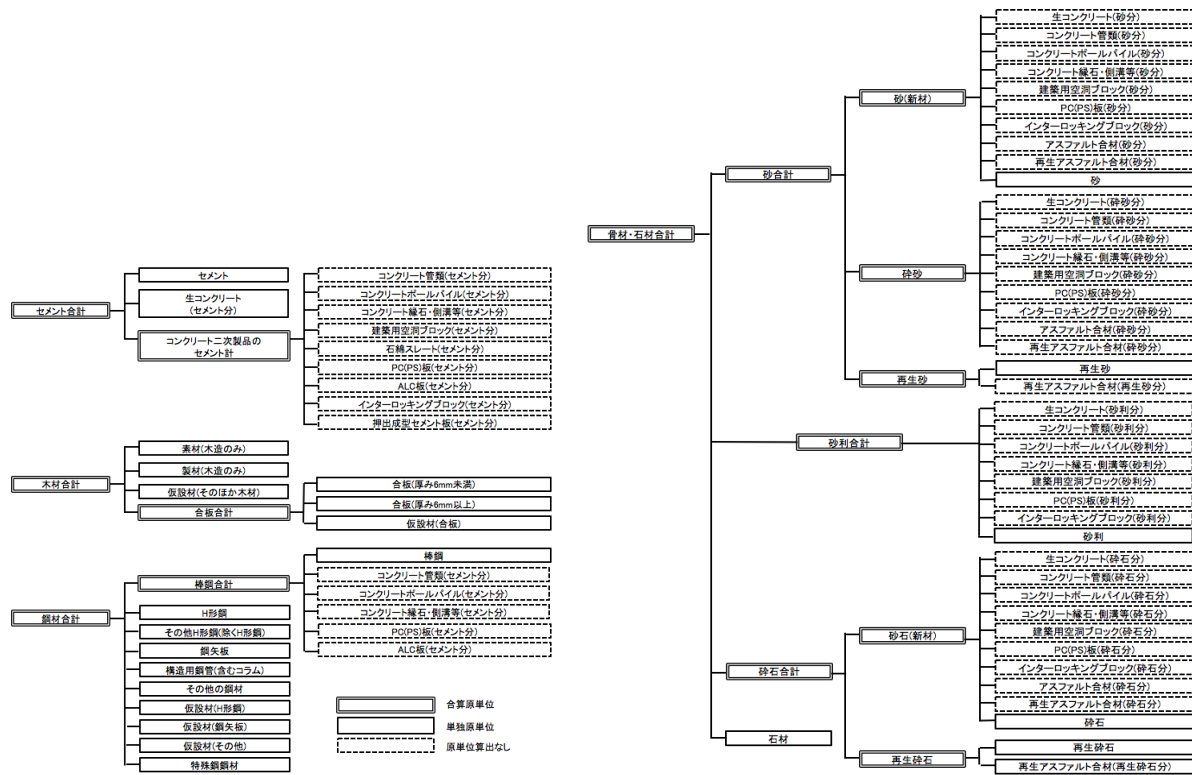 セメント合計
セメント
生コンクリート
(セメント分)
コンクリート二次製品の
セメント計
コンクリート管類(セメント分)
コンクリートポールパイル(セメント分)
コンクリート縁石・側溝等(セメント分)
建築用空洞ブロック(セメント分)
石綿スレート(セメント分)
PC(PS)板(セメント分)
ALC板(セメント分)
インターロッキングブロック(セメント分)
押出成型セメント板(セメント分)
木材合計
素材(木造のみ)
製材(木造のみ)
仮設材(そのほか木材)
合板合計
合板(厚み6mm未満)
合板(厚み6mm以上)
仮設材(合板)
鋼材合計
棒鋼合計
棒鋼
コンクリート管類(セメント分)
コンクリートポールパイル(セメント分)
コンクリート縁石・側溝等(セメント分)
PC(PS)板(セメント分)
ALC板(セメント分)
H形鋼
その他H形鋼(除くH形鋼)
鋼矢板
構造用鋼管(含むコラム)
その他の鋼材
仮設材(H形鋼)
仮設材(鋼矢板)
仮設材(その他)
特殊鋼鋼材
合算原単位
単独原単位
原単位算出なし
骨材・石材合計
砂合計
砂(新材)
生コンクリート(砂分)
コンクリート管類(砂分)
コンクリートポールパイル(砂分)
コンクリート縁石・側溝等(砂分)
建築用空洞ブロック(砂分)
PC(PS)板(砂分)
インターロッキングブロック(砂分)
アスファルト合材(砂分)
再生アスファルト合材(砂分)
砂
砕砂
生コンクリート(砕砂分)
コンクリート管類(砕砂分)
コンクリートポールパイル(砕砂分)
コンクリート縁石・側溝等(砕砂分)
建築用空洞ブロック(砕砂分)
PC(PS)板(砕砂分)
インターロッキングブロック(砕砂分)
アスファルト合材(砕砂分)
再生アスファルト合材(砕砂分)
再生砂
再生砂
再生アスファルト合材(再生砂分)
砂利合計
生コンクリート(砂利分)
コンクリート管類(砂利分)
コンクリートポールパイル(砂利分)
コンクリート縁石・側溝等(砂利分)
建築用空洞ブロック(砂利分)
PC(PS)板(砂利分)
インターロッキングブロック(砂利分)
砂利
砕石合計
砂石(新材)
生コンクリート(砕石分)
コンクリート管類(砕石分)
コンクリートポールパイル(砕石分)
コンクリート縁石・側溝等(砕石分)
建築用空洞ブロック(砕石分)
PC(PS)板(砕石分)
インターロッキングブロック(砕石分)
アスファルト合材(砕石分)
再生アスファルト合材(砕石分)
砕石
再生砕石
再生砕石
再生アスファルト合材(再生砕石分)
石材